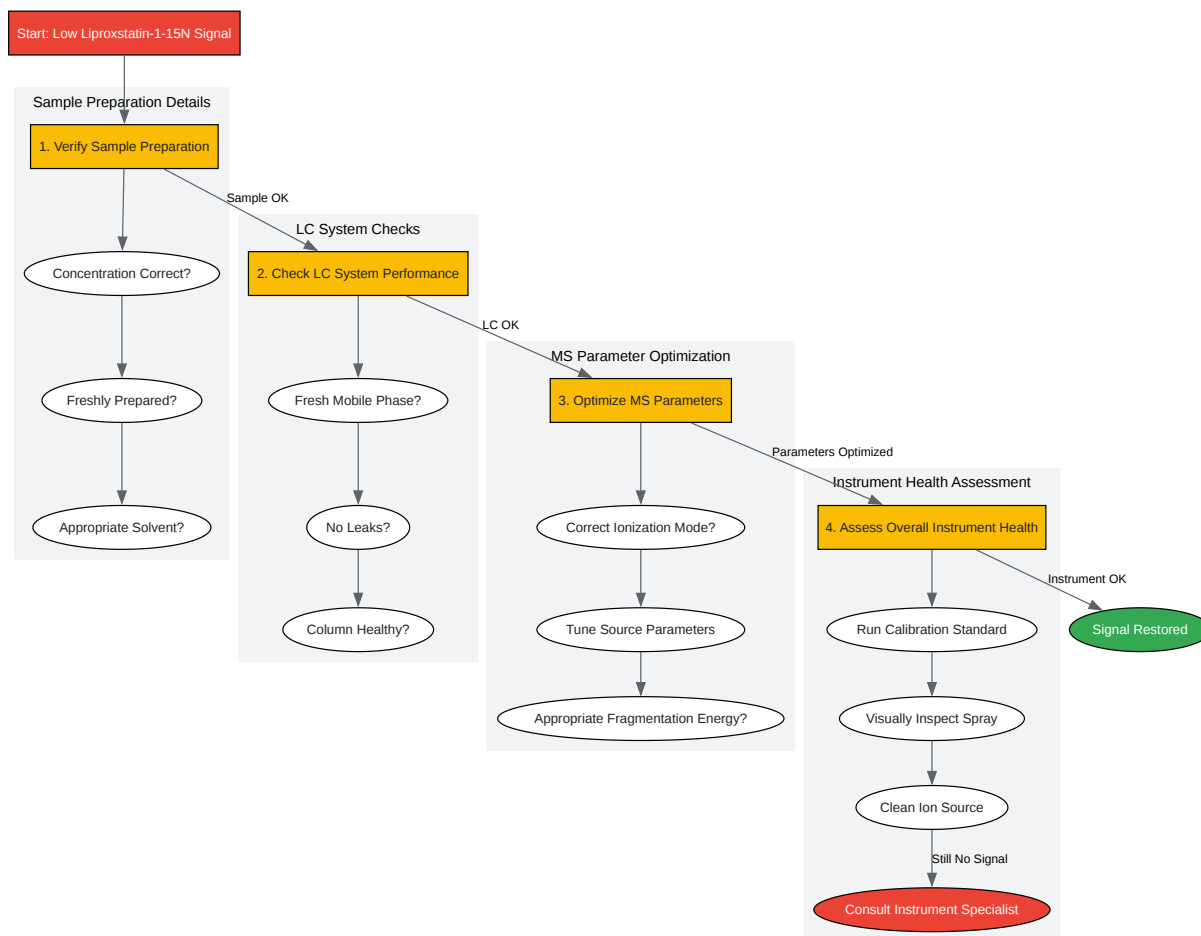 Start: Low Liproxstatin-1-15N Signal
Sample Preparation Details
1. Verify Sample Preparation
Sample OK
Concentration Correct?
Freshly Prepared?
Appropriate Solvent?
LC System Checks
2. Check LC System Performance
LC OK
Fresh Mobile Phase?
No Leaks?
Column Healthy?
MS Parameter Optimization
3. Optimize MS Parameters
Parameters Optimized
Correct Ionization Mode?
Tune Source Parameters
Appropriate Fragmentation Energy?
Instrument Health Assessment
4. Assess Overall Instrument Health
Instrument OK
Run Calibration Standard
Signal Restored
Visually Inspect Spray
Clean Ion Source
Still No Signal
Consult Instrument Specialist